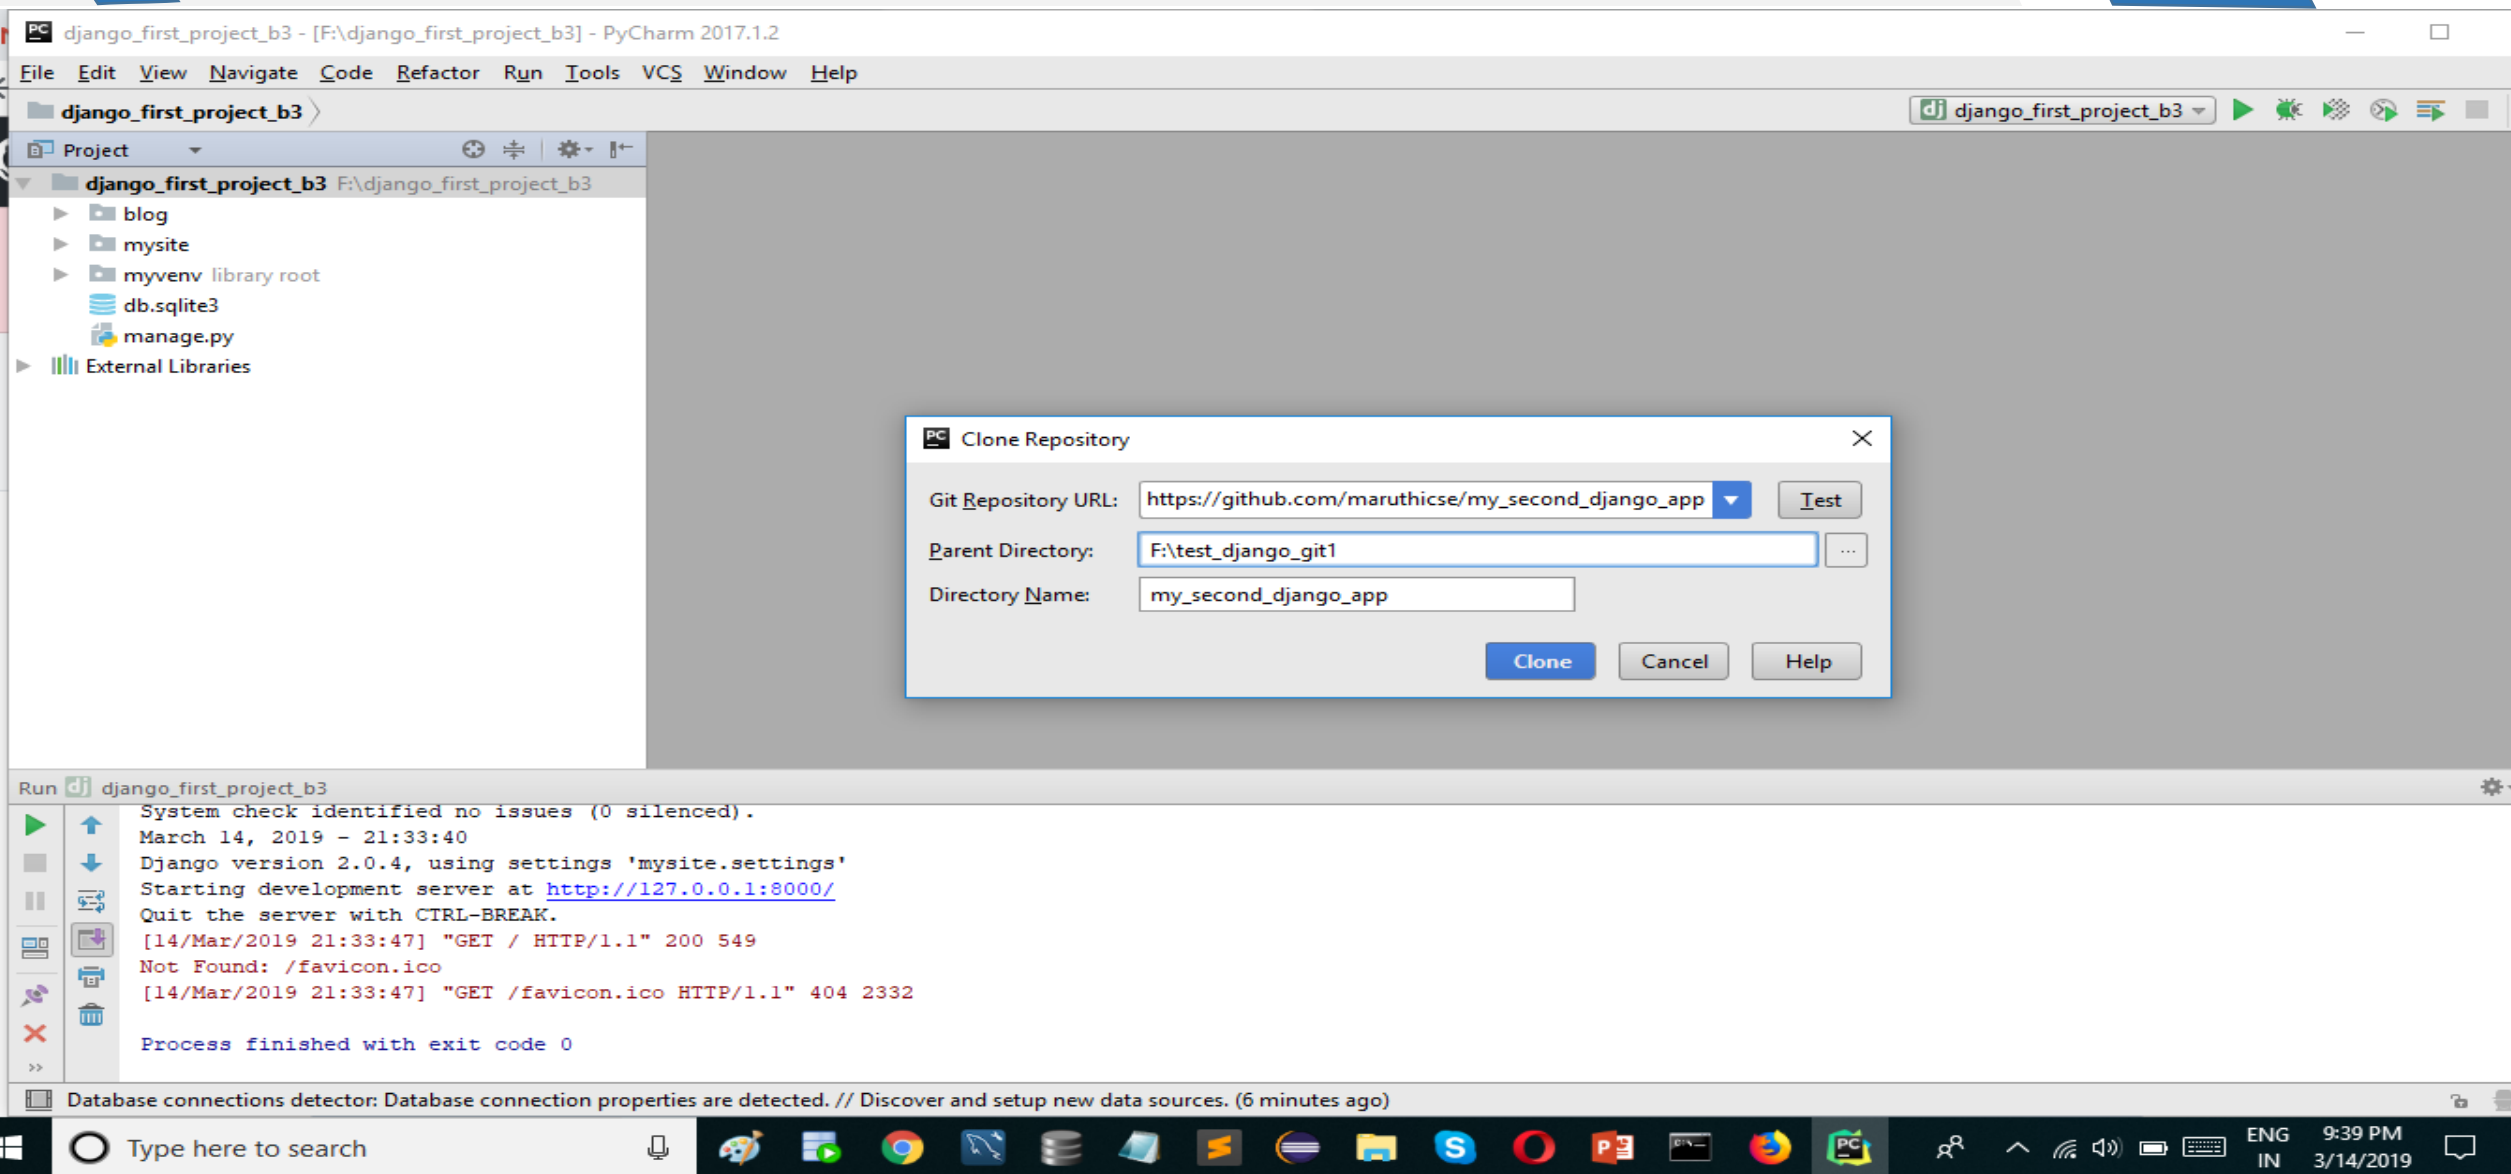 django_first_project_b3 - [F:\django_first_project_b3] - PyCharm 2017.1.2
File Edit View Navigate Code Refactor Run Tools VCS Window Help
django_first_project_b3
dj django_first_project_b3
Project
django_first_project_b3 F:\django_first_project_b3
blog
mysite
myvenv library root
db.sqlite3
manage.py
External Libraries
PC Clone Repository
Git Repository URL: https://github.com/maruthicse/my_second_django_app Test
Parent Directory: F:\test_django_git1 ...
Directory Name: my_second_django_app
Clone Cancel Help
Run dj django_first_project_b3
System check identified no issues (0 silenced).
March 14, 2019 - 21:33:40
Django version 2.0.4, using settings 'mysite.settings'
Starting development server at http://127.0.0.1:8000/
Quit the server with CTRL-BREAK.
[14/Mar/2019 21:33:47] "GET / HTTP/1.1" 200 549
Not Found: /favicon.ico
[14/Mar/2019 21:33:47] "GET /favicon.ico HTTP/1.1" 404 2332
Process finished with exit code 0
Database connections detector: Database connection properties are detected. // Discover and setup new data sources. (6 minutes ago)
Type here to search
ENG 9:39 PM
IN 3/14/2019